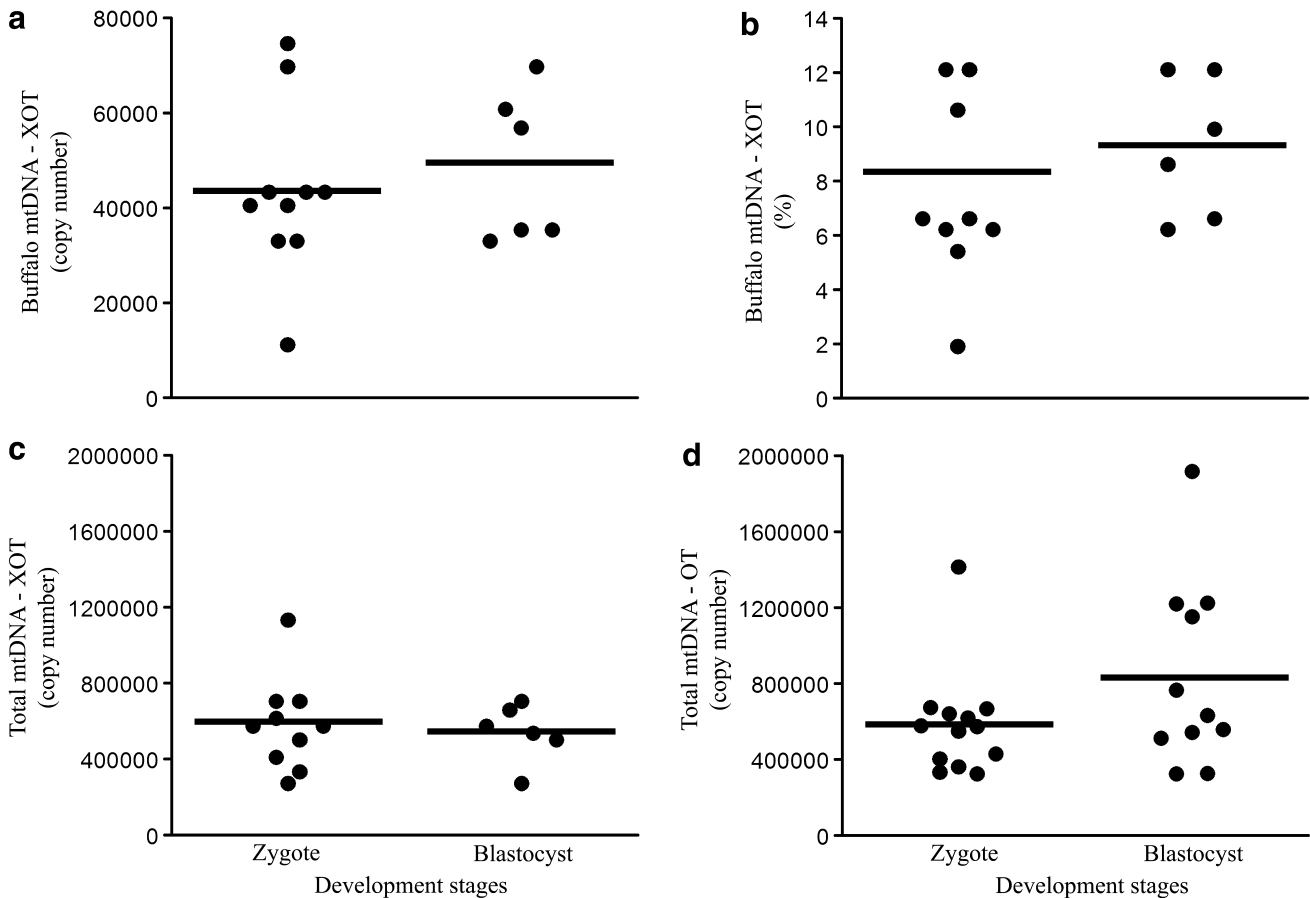 a
Buffalo mtDNA - XOT
(copy number)
80000
60000
40000
20000
0
b
Buffalo mtDNA - XOT
(%)
14
12
10
8
6
4
2
0
c
Total mtDNA - XOT
(copy number)
2000000
1600000
1200000
800000
400000
0
Zygote
Blastocyst
Development stages
d
Total mtDNA - OT
(copy number)
2000000
1600000
1200000
800000
400000
0
Zygote
Blastocyst
Development stages